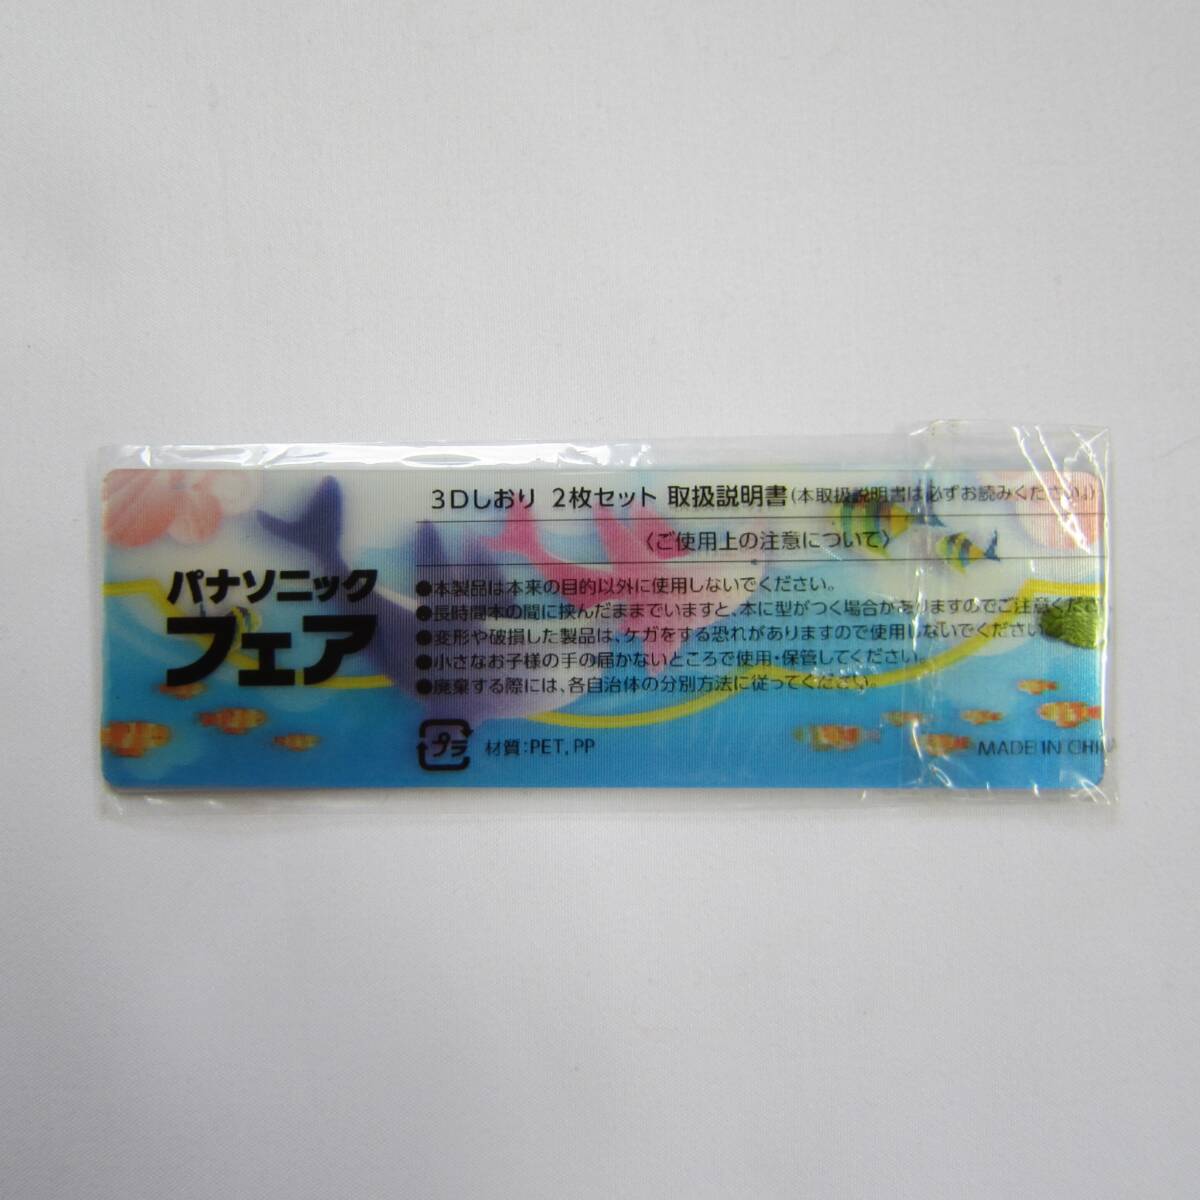 パナソニック
フェア
3Dしおり 2枚セット 取扱説明書(本取扱説明書は必ずお読みください。)
〈ご使用上の注意について〉
●本製品は本来の目的以外に使用しないでください。
●長時間本の間に挟んだままでいますと、本に型がつく場合がありますのでご注意くださ
●変形や破損した製品は、ケガをする恐れがありますので使用しないでください
●小さなお子様の手の届かないところで使用・保管してください。
●廃棄する際には、各自治体の分別方法に従ってください。
プラ 材質:PET,PP
MADE IN CHIN